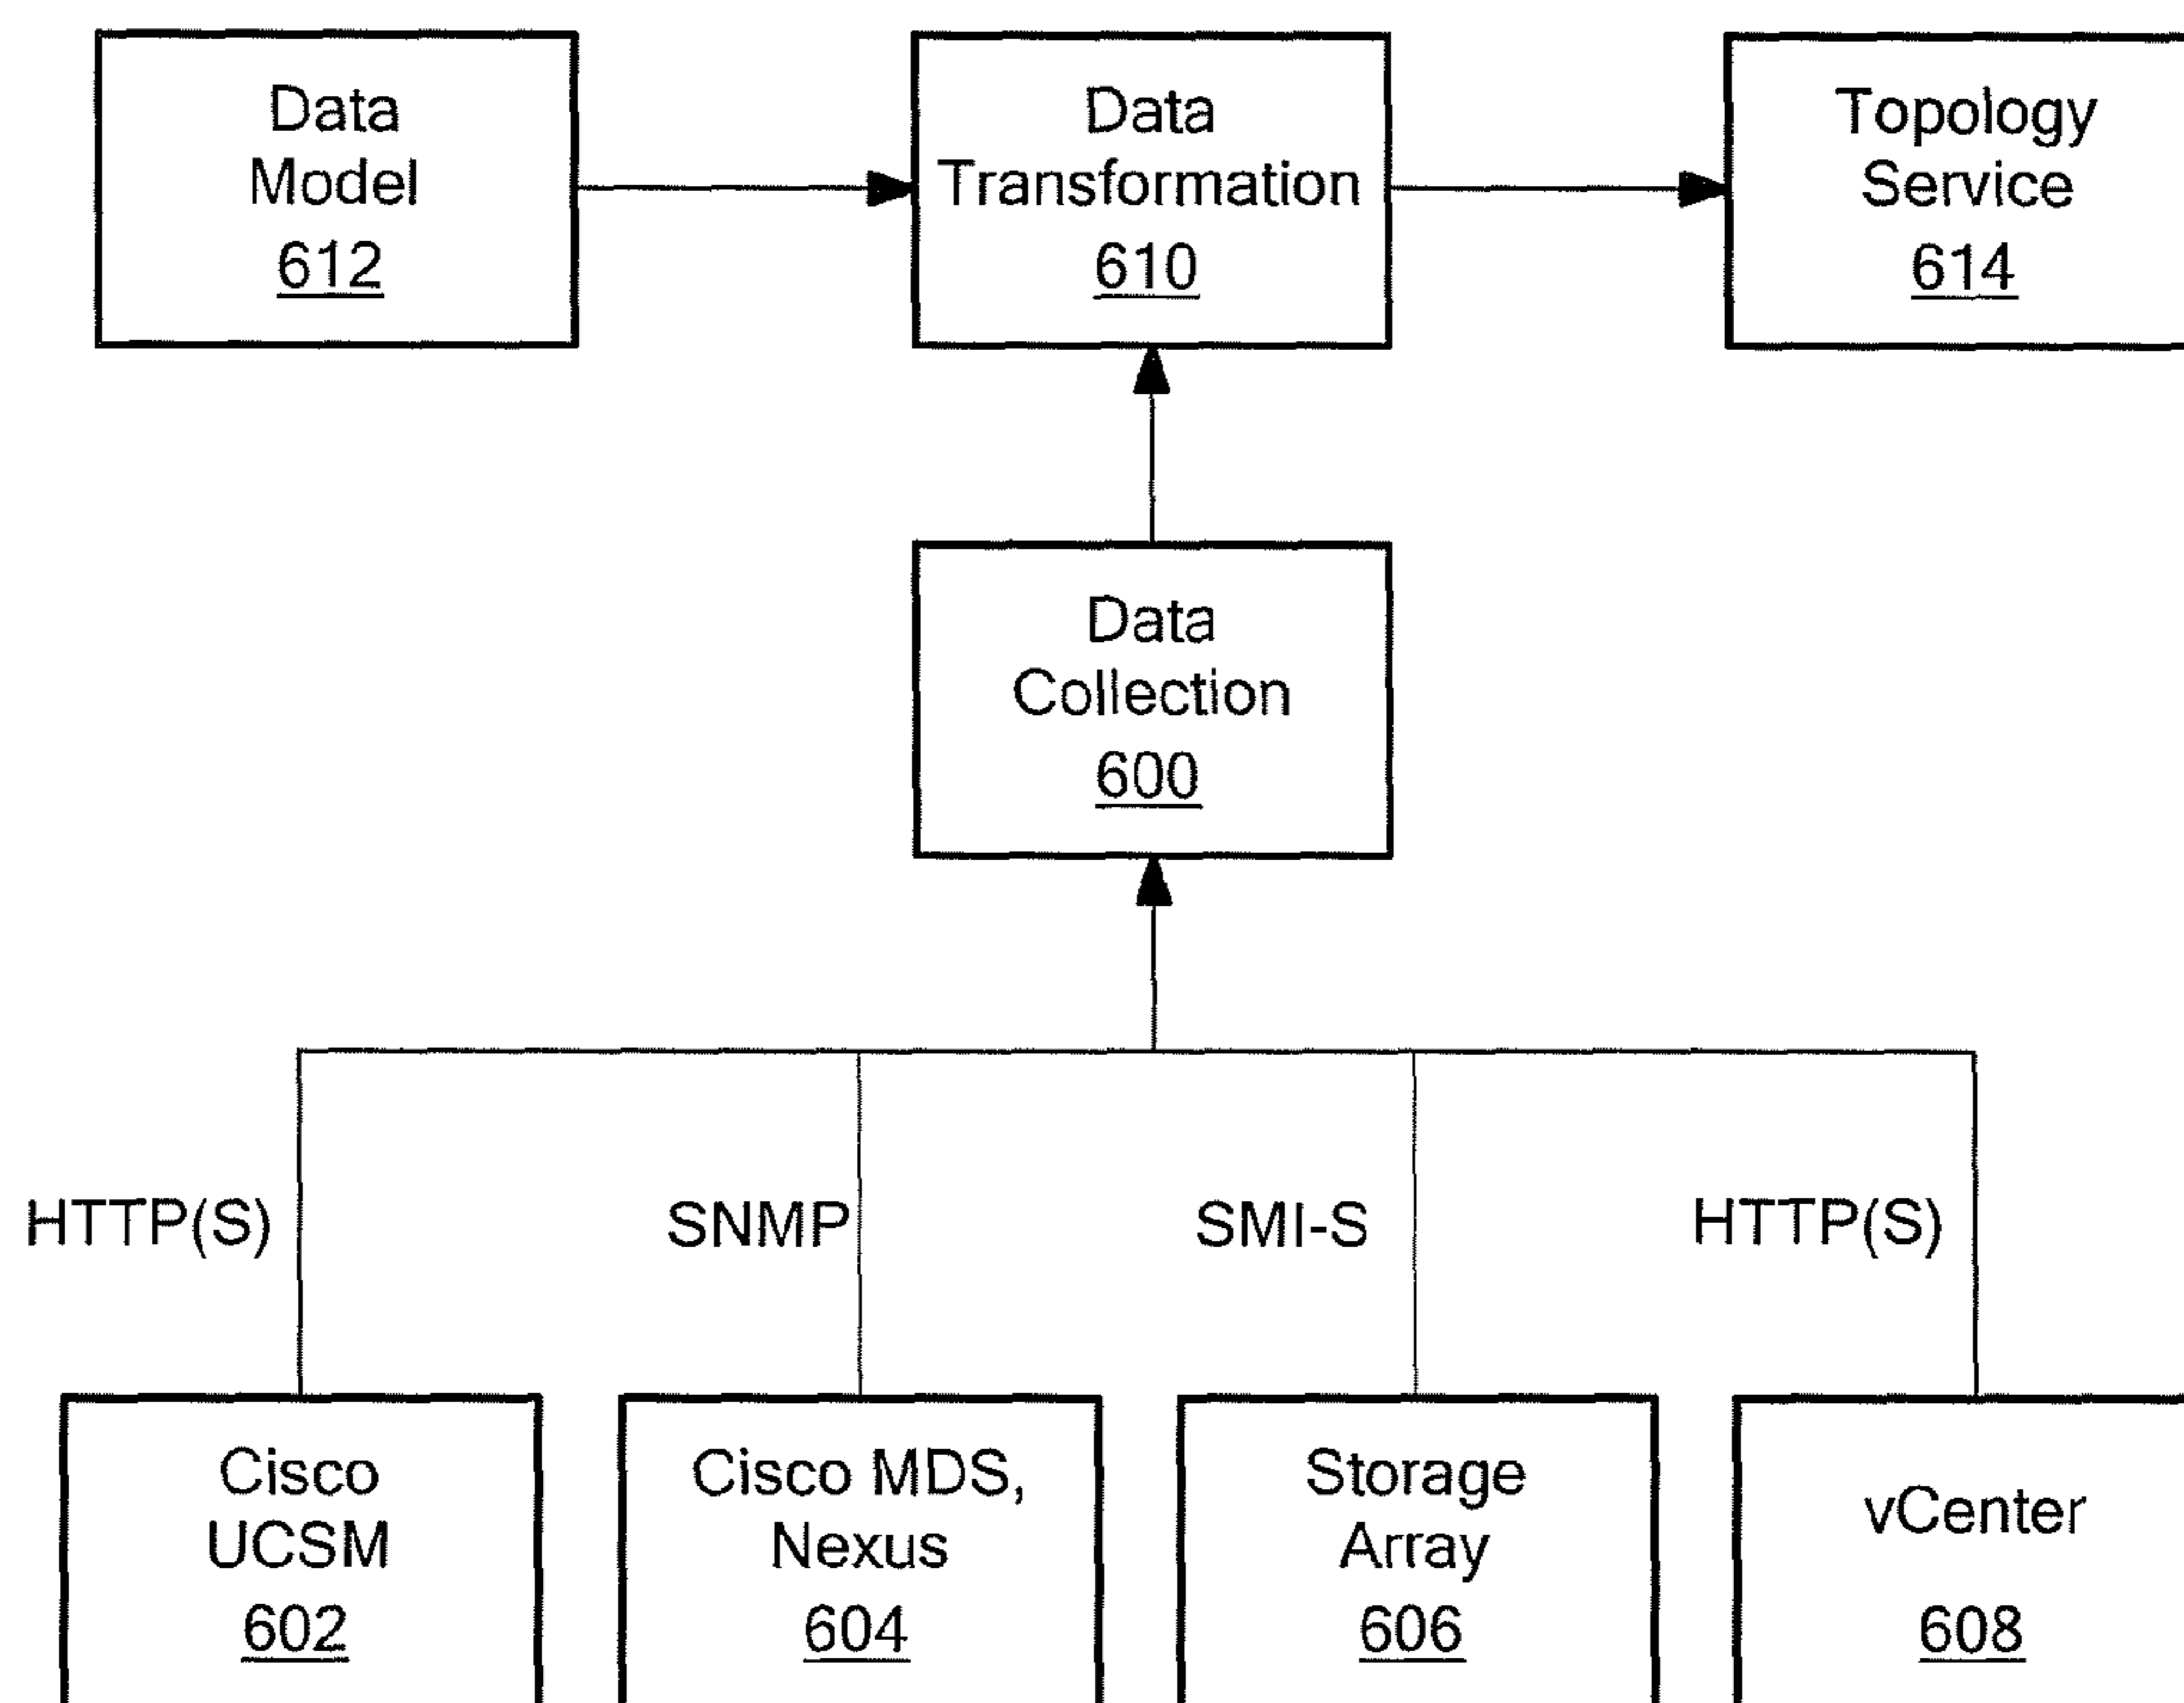 Data
Model
612
Data
Transformation
610
Topology
Service
614
Data
Collection
600
HTTP(S)
SNMP
SMI-S
HTTP(S)
Cisco
UCSM
602
Cisco MDS,
Nexus
604
Storage
Array
606
vCenter
608